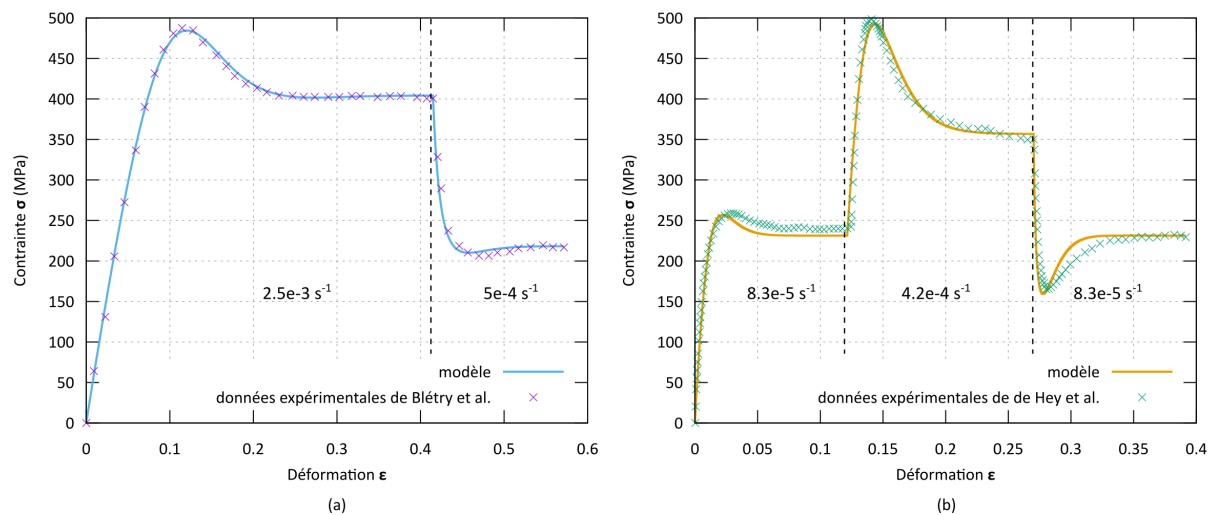 500
450
400
350
300
250
200
150
100
50
0
Contrainte σ (MPa)
2.5e-3 s⁻¹
5e-4 s⁻¹
modèle
données expérimentales de Blétry et al.
0 0.1 0.2 0.3 0.4 0.5 0.6
Déformation ε
(a)
500
450
400
350
300
250
200
150
100
50
0
Contrainte σ (MPa)
8.3e-5 s⁻¹
4.2e-4 s⁻¹
8.3e-5 s⁻¹
modèle
données expérimentales de de Hey et al.
0 0.05 0.1 0.15 0.2 0.25 0.3 0.35 0.4
Déformation ε
(b)